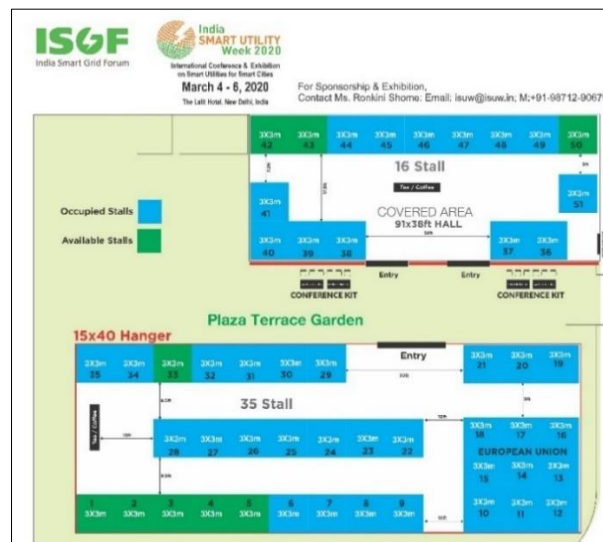 ISGF
India Smart Grid Forum
India
SMART UTILITY
Week 2020
International Conference & Exhibition
on Smart Utilities for Smart Cities
March 4 - 6, 2020
The Lalit Hotel, New Delhi, India
For Sponsorship & Exhibition,
Contact Ms. Ronkini Shome: Email; isuw@isuw.in; M;+91-98712-9067
3X3m 3X3m 3X3m 3X3m 3X3m 3X3m 3X3m 3X3m 3X3m
42 43 44 45 46 47 48 49 50
16 Stall
Tea / Coffee
3X3m
41
3X3m
51
Occupied Stalls
Available Stalls
COVERED AREA
91x38ft HALL
3X3m 3X3m 3X3m 3X3m 3X3m
40 39 38 37 36
Entry Entry
CONFERENCE KIT CONFERENCE KIT
Plaza Terrace Garden
15x40 Hanger
Entry
3X3m 3X3m 3X3m 3X3m 3X3m 3X3m 3X3m 3X3m 3X3m 3X3m
35 34 33 32 31 30 29 21 20 19
35 Stall
Tea / Coffee
3X3m 3X3m 3X3m 3X3m 3X3m 3X3m 3X3m
28 27 26 25 24 23 22
3X3m 3X3m 3X3m
18 17 16
EUROPEAN UNION
3X3m 3X3m 3X3m
15 14 13
1 2 3 4 5 6 7 8 9
3X3m 3X3m 3X3m 3X3m 3X3m 3X3m 3X3m 3X3m 3X3m
3X3m 3X3m 3X3m
10 11 12